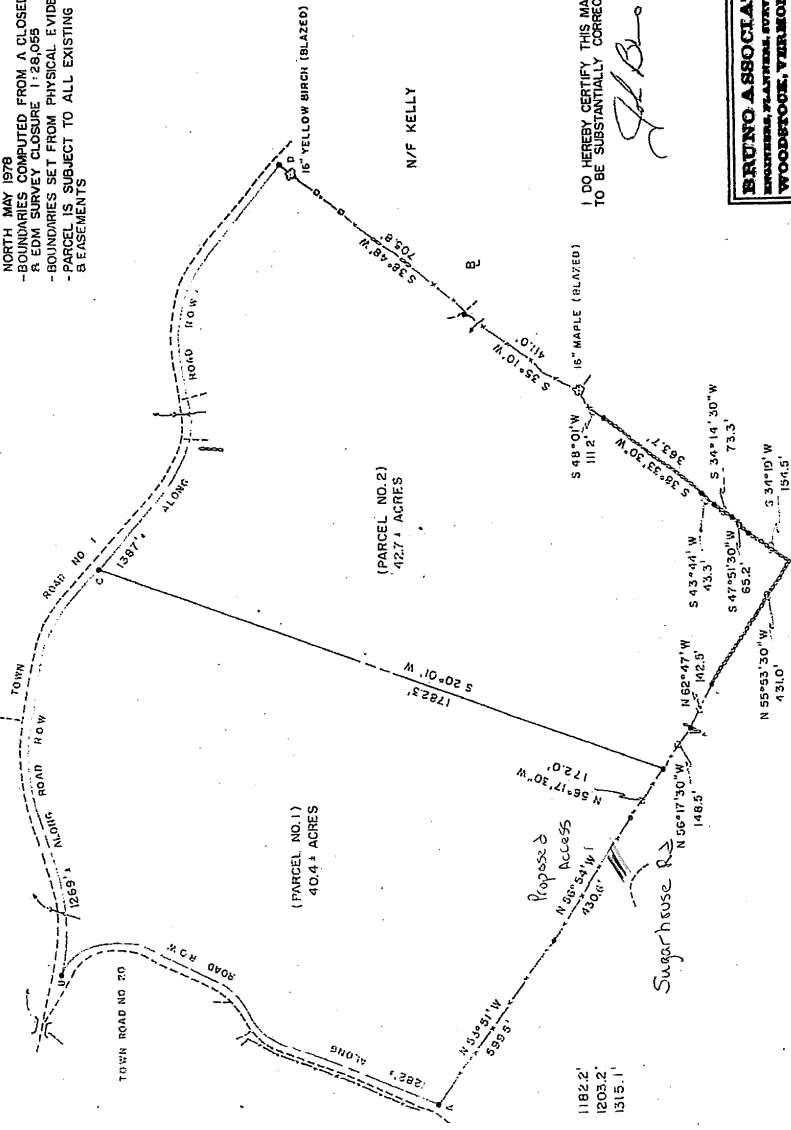 NORTH MAY 1978
-BOUNDARIES COMPUTED FROM A CLOSED
& EDM SURVEY CLOSURE 1:28,055
-BOUNDARIES SET FROM PHYSICAL EVIDE
-PARCEL IS SUBJECT TO ALL EXISTING
& EASEMENTS
16" YELLOW BIRCH (BLAZED)
D
N/F KELLY
I DO HEREBY CERTIFY THIS MA
TO BE SUBSTANTIALLY CORREC
BRUNO ASSOCIA
ENGINEERS, PLANNERS, SURV
WOODSTOCK, VERMO
ROAD ROW
ALONG
1387'±
TOWN ROAD NO. 1
C
ROAD ROW
ALONG
1269'±
B
TOWN ROAD NO 20
ROAD ROW
ALONG
1282'±
A
S 38°48' W
705.8'
S 35°10' W
411.0'
16" MAPLE (BLAZED)
S 48°01' W
111.2'
S 38°33'30" W
363.7'
S 43°44' W
43.3'
S 34°14'30" W
73.3'
S 47°51'30" W
65.2'
S 34°19' W
154.5'
(PARCEL NO. 2)
42.7± ACRES
1782.3'
S 20°01' W
(PARCEL NO. 1)
40.4± ACRES
N 55°53'30" W
431.0'
N 62°47' W
142.5'
N 56°17'30" W
148.5'
N 56°17'30" W
172.0'
N 56°54' W
430.6'
Proposed
Access
Sugarhouse Rd
N 53°51' W
599.5'
1182.2'
1203.2'
1315.1'